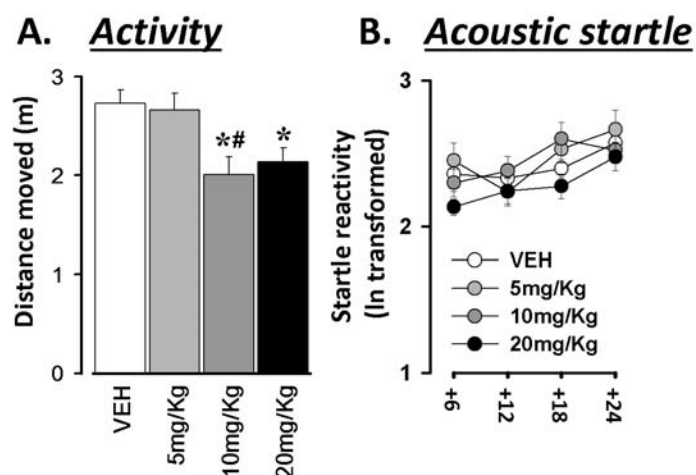 A. Activity
Distance moved (m)
3
2
1
0
*#
*
VEH
5mg/Kg
10mg/Kg
20mg/Kg
B. Acoustic startle
Startle reactivity
(ln transformed)
3
2
1
VEH
5mg/Kg
10mg/Kg
20mg/Kg
+6
+12
+18
+24